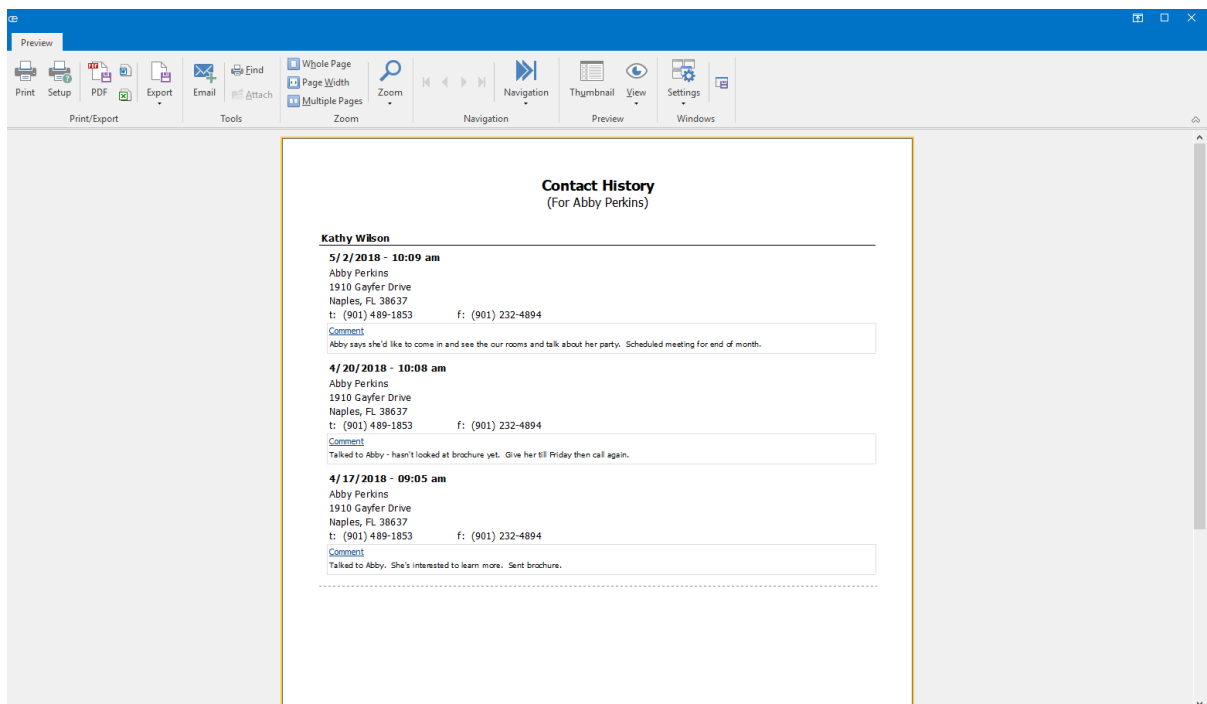 œ
Preview
Print
Setup
PDF
Export
Email
Find
Attach
Whole Page
Page Width
Multiple Pages
Zoom
Navigation
Thumbnail
View
Settings
Print/Export
Tools
Zoom
Navigation
Preview
Windows
Contact History
(For Abby Perkins)
Kathy Wilson
5/2/2018 - 10:09 am
Abby Perkins
1910 Gayfer Drive
Naples, FL 38637
t: (901) 489-1853 f: (901) 232-4894
Comment
Abby says she'd like to come in and see the our rooms and talk about her party. Scheduled meeting for end of month.
4/20/2018 - 10:08 am
Abby Perkins
1910 Gayfer Drive
Naples, FL 38637
t: (901) 489-1853 f: (901) 232-4894
Comment
Talked to Abby - hasn't looked at brochure yet. Give her till Friday then call again.
4/17/2018 - 09:05 am
Abby Perkins
1910 Gayfer Drive
Naples, FL 38637
t: (901) 489-1853 f: (901) 232-4894
Comment
Talked to Abby. She's interested to learn more. Sent brochure.